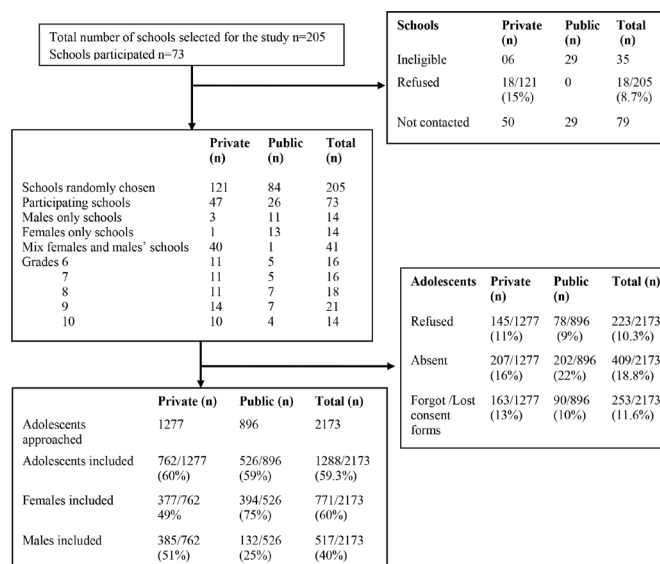 Total number of schools selected for the study n=205
Schools participated n=73
Schools Private (n) Public (n) Total (n)
Ineligible 06 29 35
Refused 18/121 (15%) 0 18/205 (8.7%)
Not contacted 50 29 79
Private (n) Public (n) Total (n)
Schools randomly chosen 121 84 205
Participating schools 47 26 73
Males only schools 3 11 14
Females only schools 1 13 14
Mix females and males' schools 40 1 41
Grades 6 11 5 16
7 11 5 16
8 11 7 18
9 14 7 21
10 10 4 14
Adolescents Private (n) Public (n) Total (n)
Refused 145/1277 (11%) 78/896 (9%) 223/2173 (10.3%)
Absent 207/1277 (16%) 202/896 (22%) 409/2173 (18.8%)
Forgot /Lost consent forms 163/1277 (13%) 90/896 (10%) 253/2173 (11.6%)
Private (n) Public (n) Total (n)
Adolescents approached 1277 896 2173
Adolescents included 762/1277 (60%) 526/896 (59%) 1288/2173 (59.3%)
Females included 377/762 49% 394/526 (75%) 771/2173 (60%)
Males included 385/762 (51%) 132/526 (25%) 517/2173 (40%)